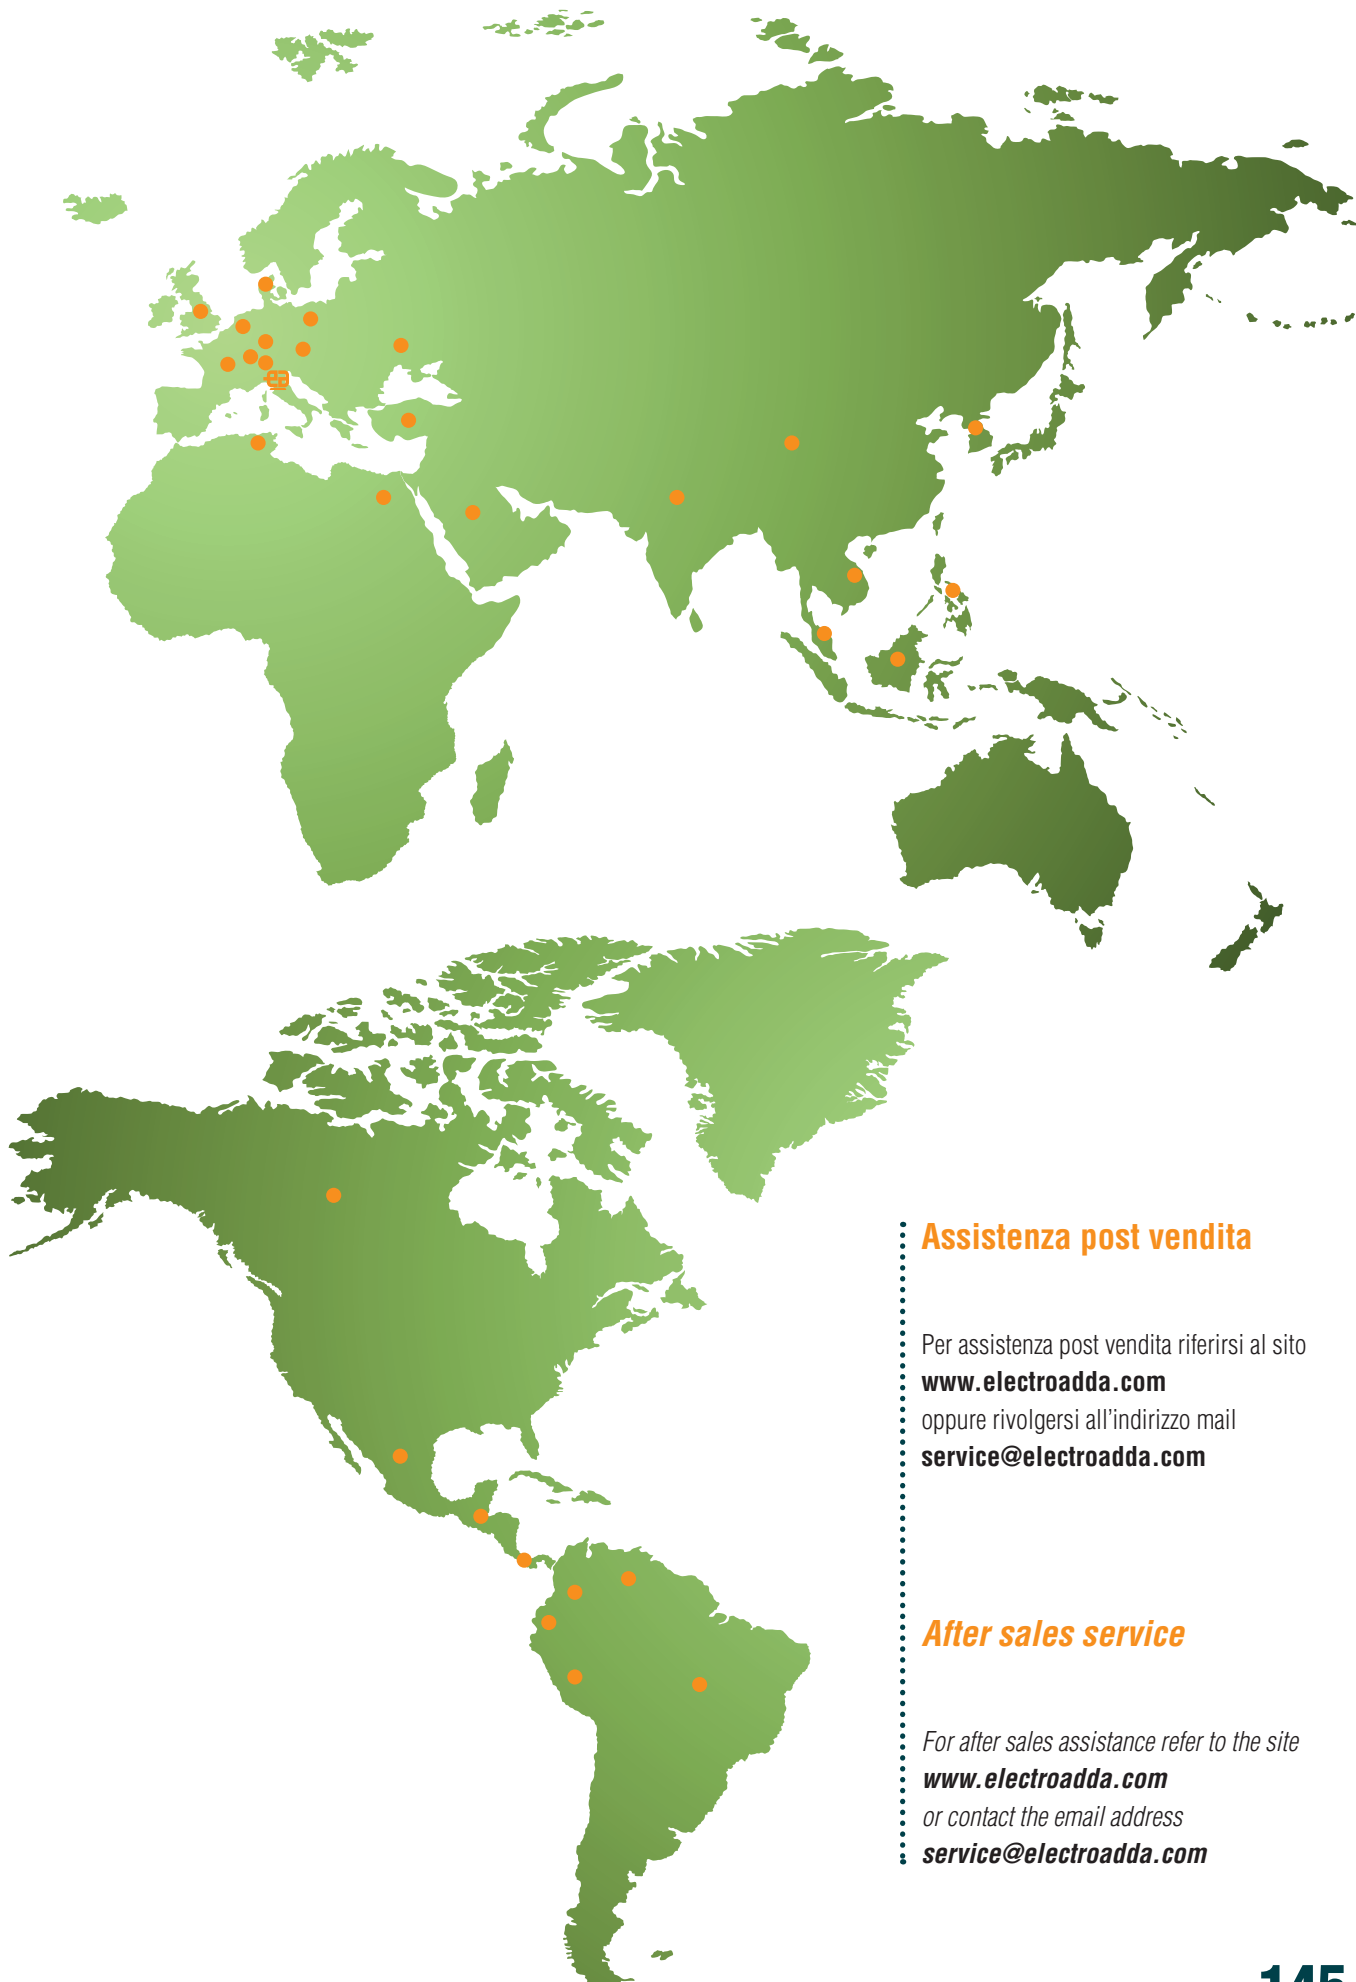 Assistenza post vendita
Per assistenza post vendita riferirsi al sito
www.electroadda.com
oppure rivolgersi all'indirizzo mail
service@electroadda.com
After sales service
For after sales assistance refer to the site
www.electroadda.com
or contact the email address
service@electroadda.com
145